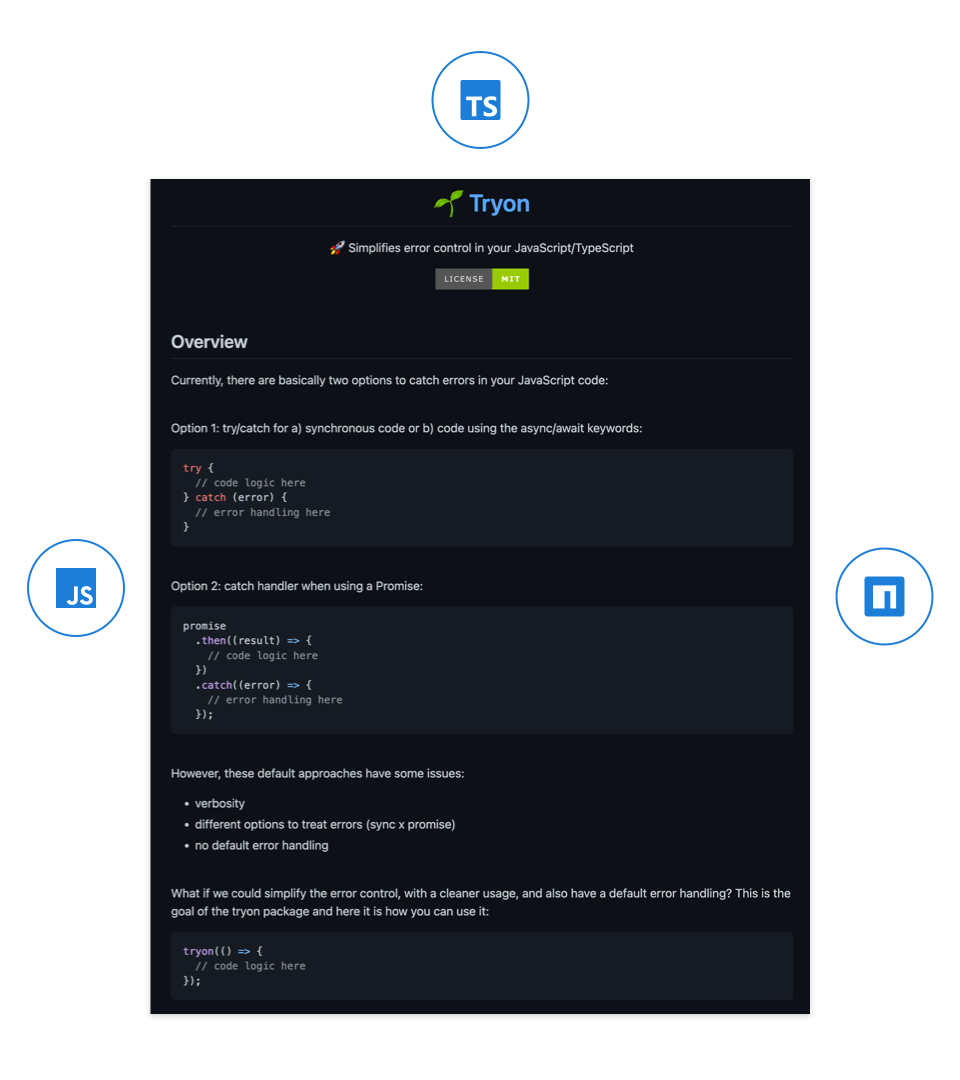 TS
Tryon
Simplifies error control in your JavaScript/TypeScript
LICENSE MIT
Overview
Currently, there are basically two options to catch errors in your JavaScript code:
Option 1: try/catch for a) synchronous code or b) code using the async/await keywords:
try {
  // code logic here
} catch (error) {
  // error handling here
}
JS
Option 2: catch handler when using a Promise:
promise
  .then((result) => {
    // code logic here
  })
  .catch((error) => {
    // error handling here
  });
However, these default approaches have some issues:
• verbosity
• different options to treat errors (sync x promise)
• no default error handling
What if we could simplify the error control, with a cleaner usage, and also have a default error handling? This is the
goal of the tryon package and here it is how you can use it:
tryon(() => {
  // code logic here
});